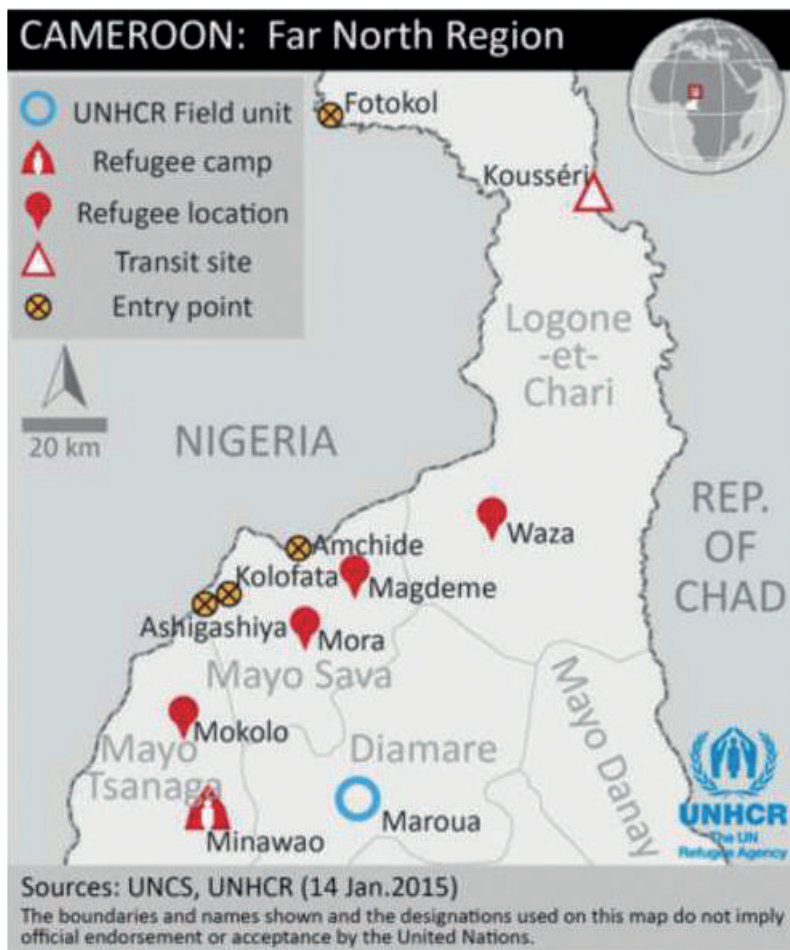 CAMEROON: Far North Region
UNHCR Field unit
Refugee camp
Refugee location
Transit site
Entry point
20 km
Fotokol
Kousséri
Logone
-et-
Chari
NIGERIA
REP.
OF
CHAD
Waza
Amchide
Kolofata
Magdeme
Ashigashiya
Mora
Mayo Sava
Mokolo
Mayo
Tsanaga
Diamare
Mayo Danay
Minawao
Maroua
UNHCR
The UN
Refugee Agency
Sources: UNCS, UNHCR (14 Jan.2015)
The boundaries and names shown and the designations used on this map do not imply
official endorsement or acceptance by the United Nations.